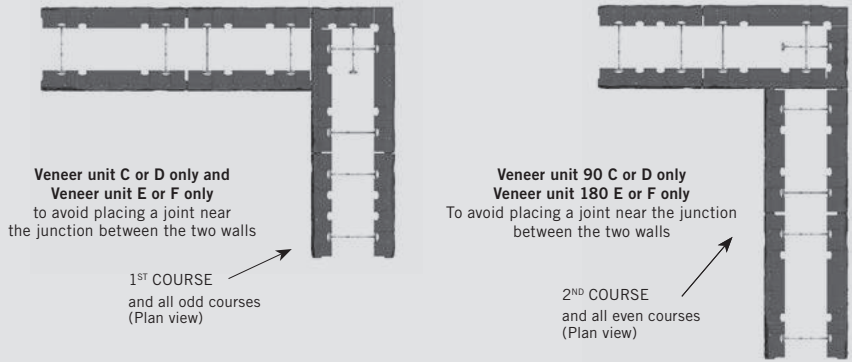 Veneer unit C or D only and
Veneer unit E or F only
to avoid placing a joint near
the junction between the two walls
1ST COURSE
and all odd courses
(Plan view)
Veneer unit 90 C or D only
Veneer unit 180 E or F only
To avoid placing a joint near the junction
between the two walls
2ND COURSE
and all even courses
(Plan view)